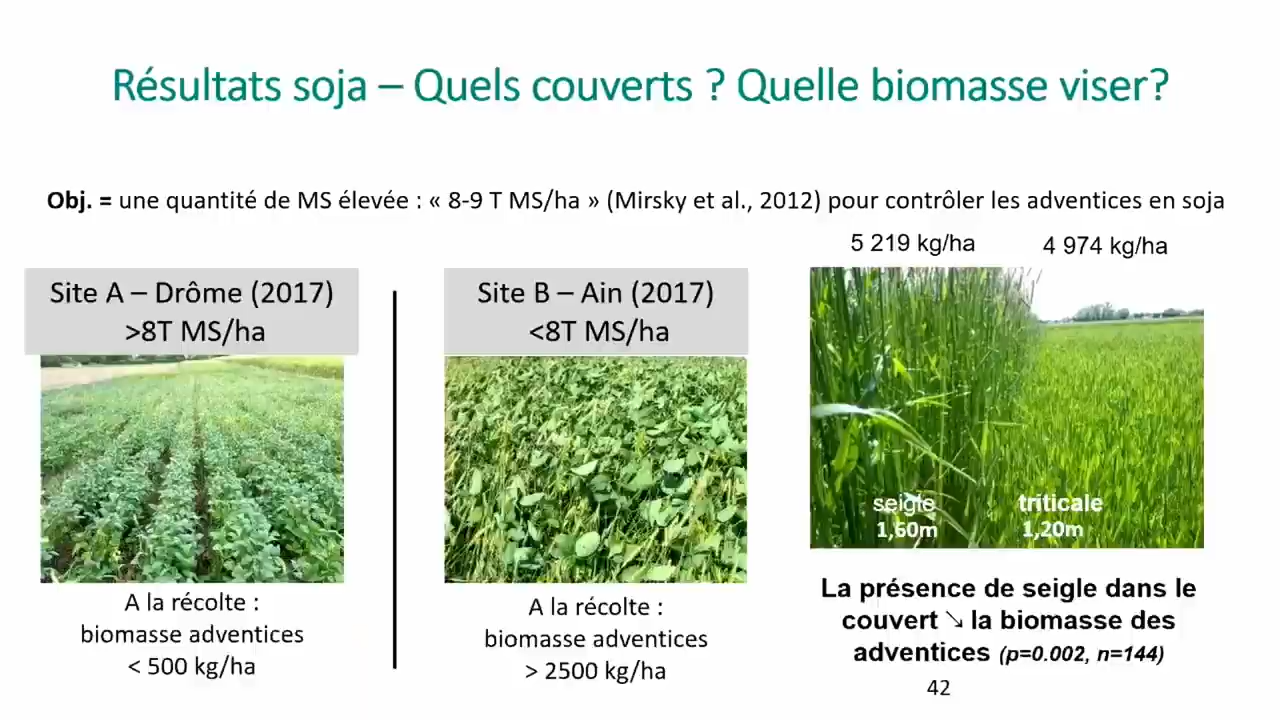 Résultats soja – Quels couverts ? Quelle biomasse viser?
Obj. = une quantité de MS élevée : « 8-9 T MS/ha » (Mirsky et al., 2012) pour contrôler les adventices en soja
Site A – Drôme (2017)
>8T MS/ha
A la récolte :
biomasse adventices
< 500 kg/ha
Site B – Ain (2017)
<8T MS/ha
A la récolte :
biomasse adventices
> 2500 kg/ha
5 219 kg/ha
4 974 kg/ha
seigle
1,60m
triticale
1,20m
La présence de seigle dans le
couvert ↘ la biomasse des
adventices (p=0.002, n=144)
42